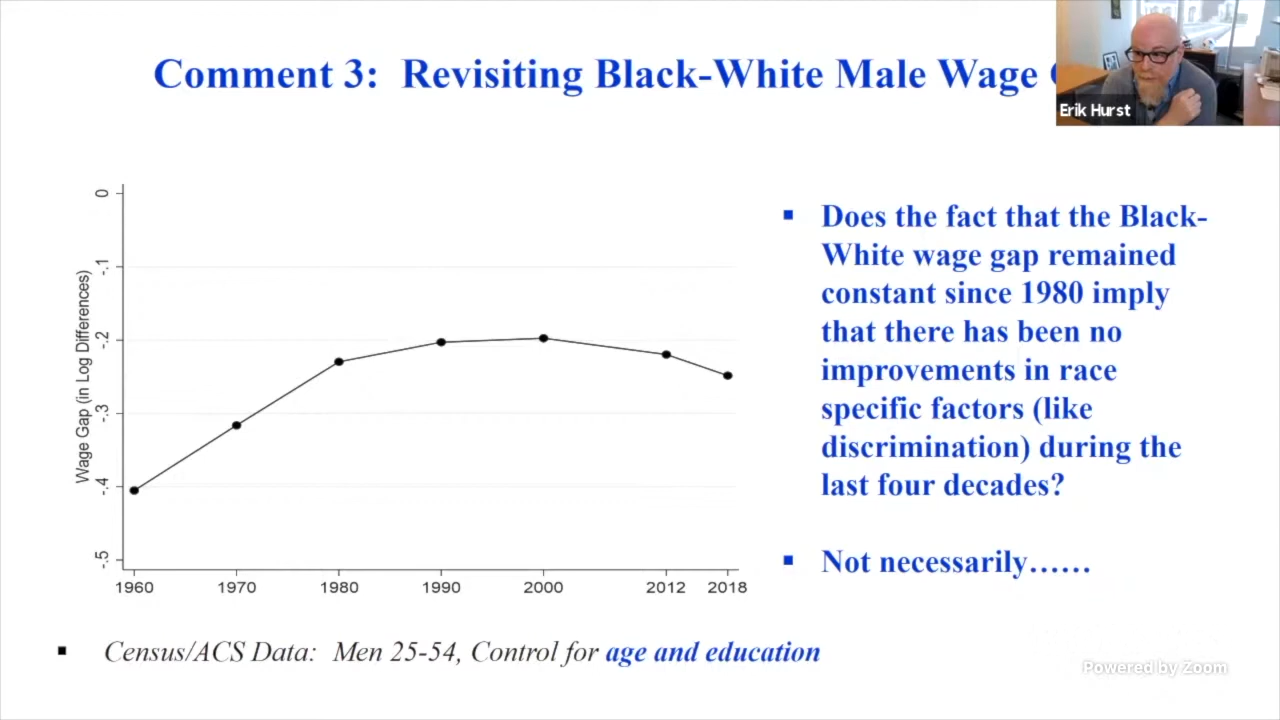 Comment 3: Revisiting Black-White Male Wage
Erik Hurst
Wage Gap (in Log Differences)
0
-.1
-.2
-.3
-.4
-.5
1960 1970 1980 1990 2000 2012 2018
▪ Does the fact that the Black-
White wage gap remained
constant since 1980 imply
that there has been no
improvements in race
specific factors (like
discrimination) during the
last four decades?
▪ Not necessarily……
▪ Census/ACS Data: Men 25-54, Control for age and education
Powered by Zoom